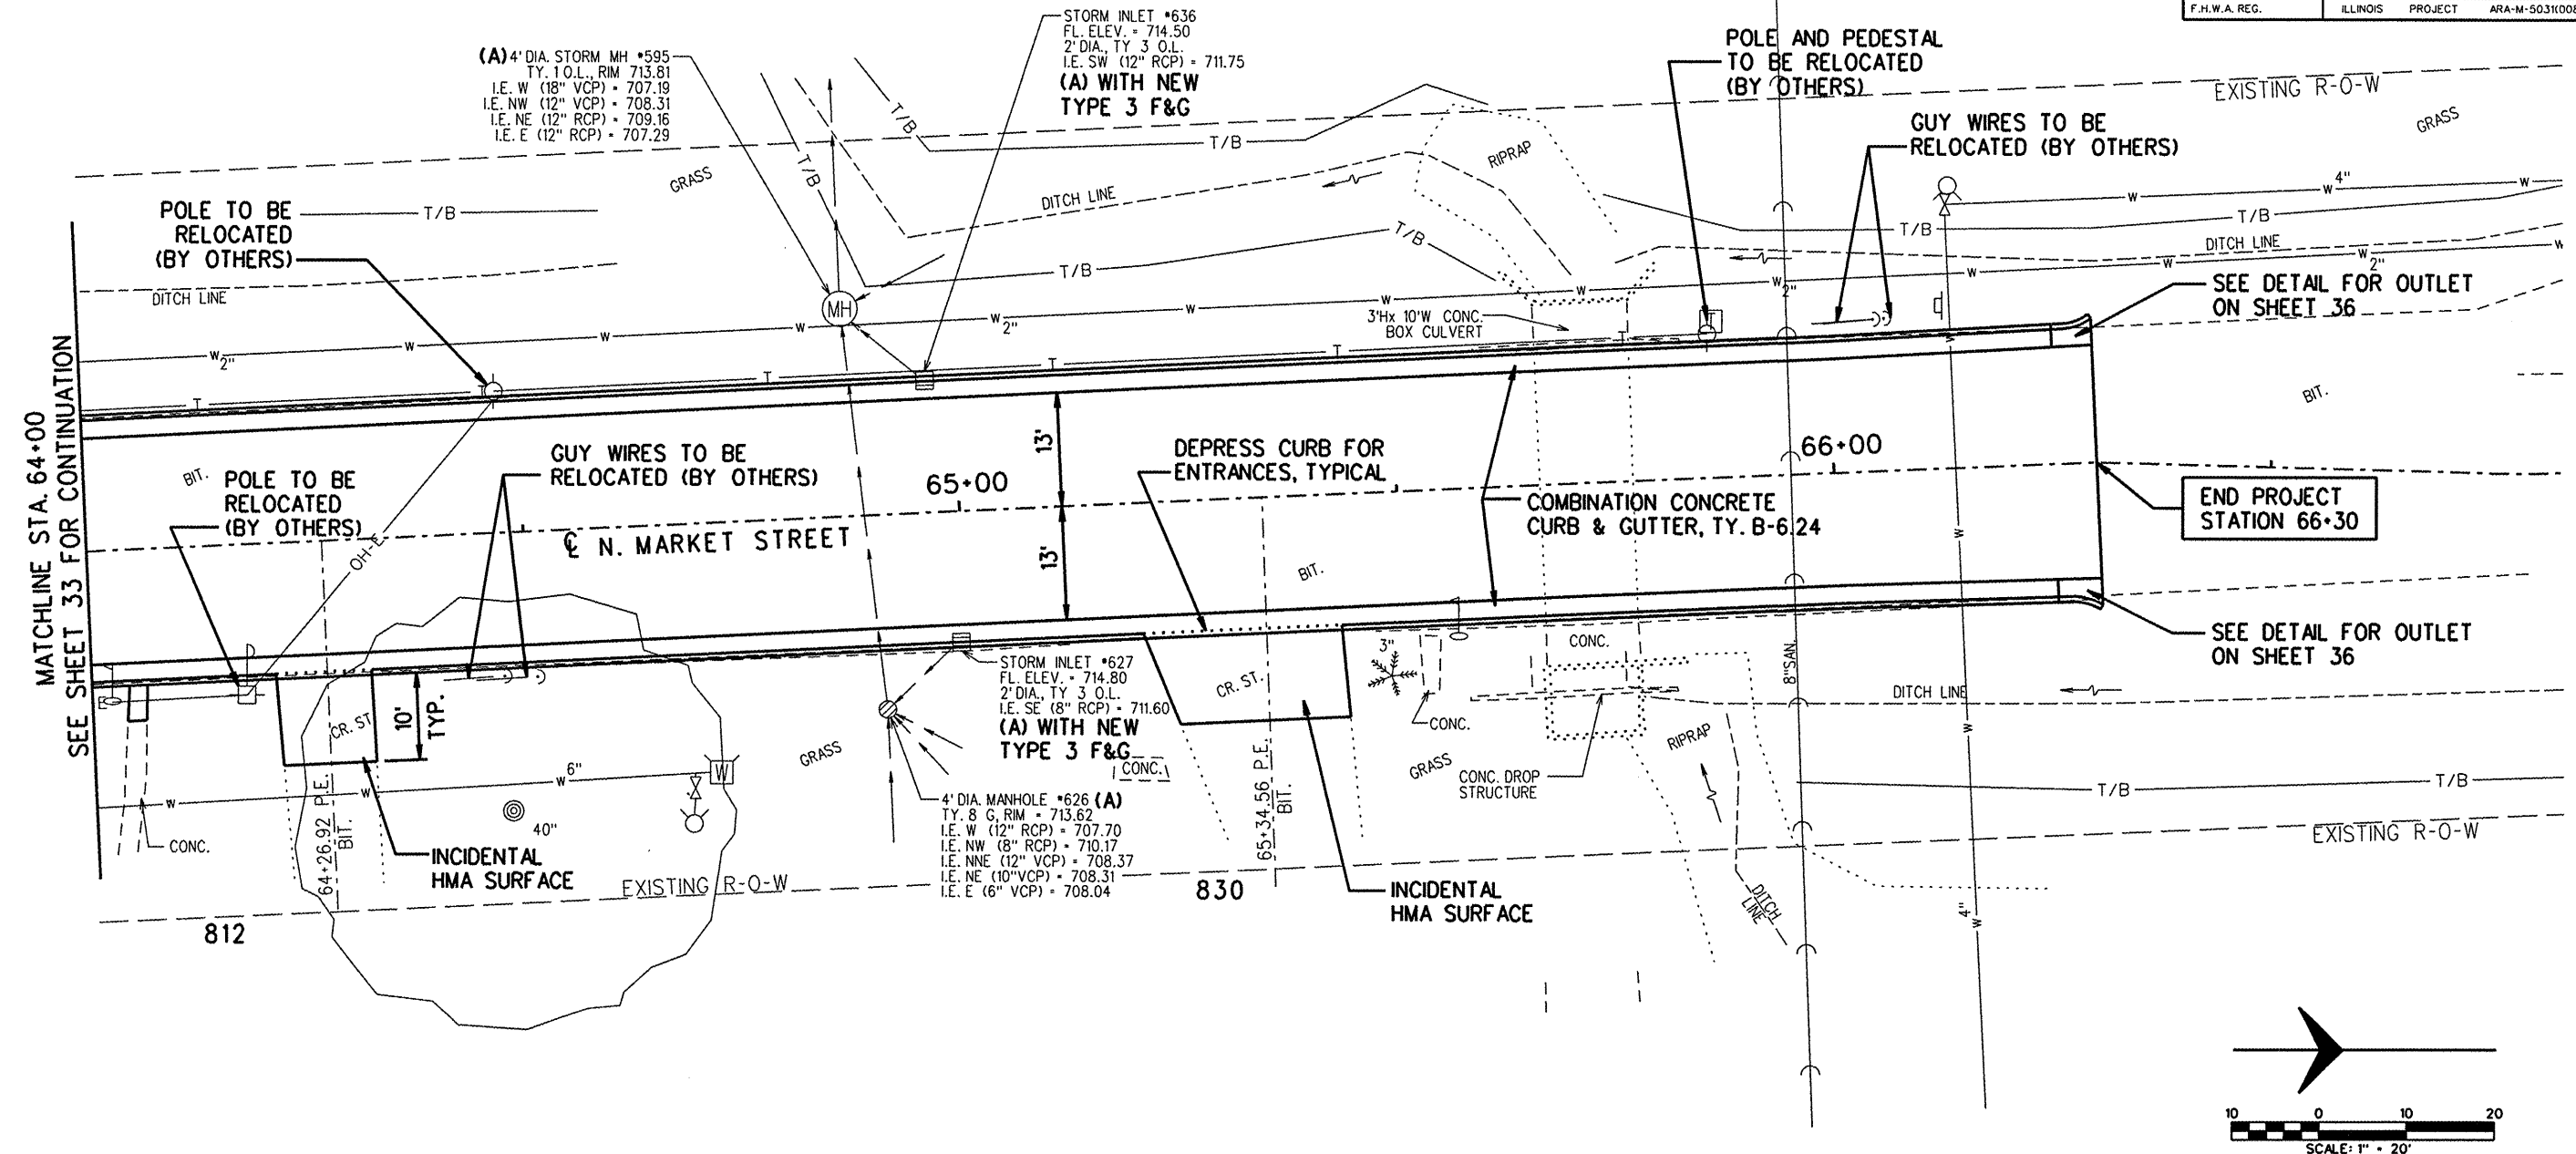 F.H.W.A. REG.
ILLINOIS PROJECT ARA-M-5031(008
STORM INLET #636
FL. ELEV. = 714.50
2' DIA., TY 3 O.L.
I.E. SW (12" RCP) = 711.75
(A) WITH NEW
TYPE 3 F&G
(A) 4' DIA. STORM MH #595
TY. 1 O.L., RIM 713.81
I.E. W (18" VCP) = 707.19
I.E. NW (12" VCP) = 708.31
I.E. NE (12" RCP) = 709.16
I.E. E (12" RCP) = 707.29
POLE AND PEDESTAL
TO BE RELOCATED
(BY OTHERS)
EXISTING R-O-W
GUY WIRES TO BE
RELOCATED (BY OTHERS)
GRASS
T/B
T/B
T/B
RIPRAP
GRASS
DITCH LINE
POLE TO BE
RELOCATED
(BY OTHERS)
T/B
W 4" W
T/B
T/B
T/B
T/B
DITCH LINE
DITCH LINE
W 2" W W W W 2" W W W W 2" W W W 2" W
3'Hx 10'W CONC.
BOX CULVERT
SEE DETAIL FOR OUTLET
ON SHEET 36
MH
T T T T T T
T
MATCHLINE STA. 64+00
SEE SHEET 33 FOR CONTINUATION
BIT.
BIT.
13'
13'
POLE TO BE
RELOCATED
(BY OTHERS)
GUY WIRES TO BE
RELOCATED (BY OTHERS)
65+00
DEPRESS CURB FOR
ENTRANCES, TYPICAL
66+00
COMBINATION CONCRETE
CURB & GUTTER, TY. B-6.24
END PROJECT
STATION 66+30
℄ N. MARKET STREET
OH-E
BIT.
STORM INLET #627
FL. ELEV. = 714.80
2' DIA., TY 3 O.L.
I.E. SE (8" RCP) = 711.60
(A) WITH NEW
TYPE 3 F&G
CR. ST.
3"
CONC.
CONC.
8"SAN.
DITCH LINE
SEE DETAIL FOR OUTLET
ON SHEET 36
E
CR. ST
10'
TYP.
GRASS
CONC.
GRASS
CONC. DROP
STRUCTURE
RIPRAP
T/B
T/B
W W 6" W
W
40"
CONC.
64+26.92 P.E.
BIT.
65+34.56 P.E.
BIT.
4' DIA. MANHOLE #626 (A)
TY. 8 G, RIM = 713.62
I.E. W (12" RCP) = 707.70
I.E. NW (8" RCP) = 710.17
I.E. NNE (12" VCP) = 708.37
I.E. NE (10"VCP) = 708.31
I.E. E (6" VCP) = 708.04
EXISTING R-O-W
INCIDENTAL
HMA SURFACE
EXISTING R-O-W
830
INCIDENTAL
HMA SURFACE
DITCH
LINE
W W W 4" W
812
10 0 10 20
SCALE: 1" = 20'